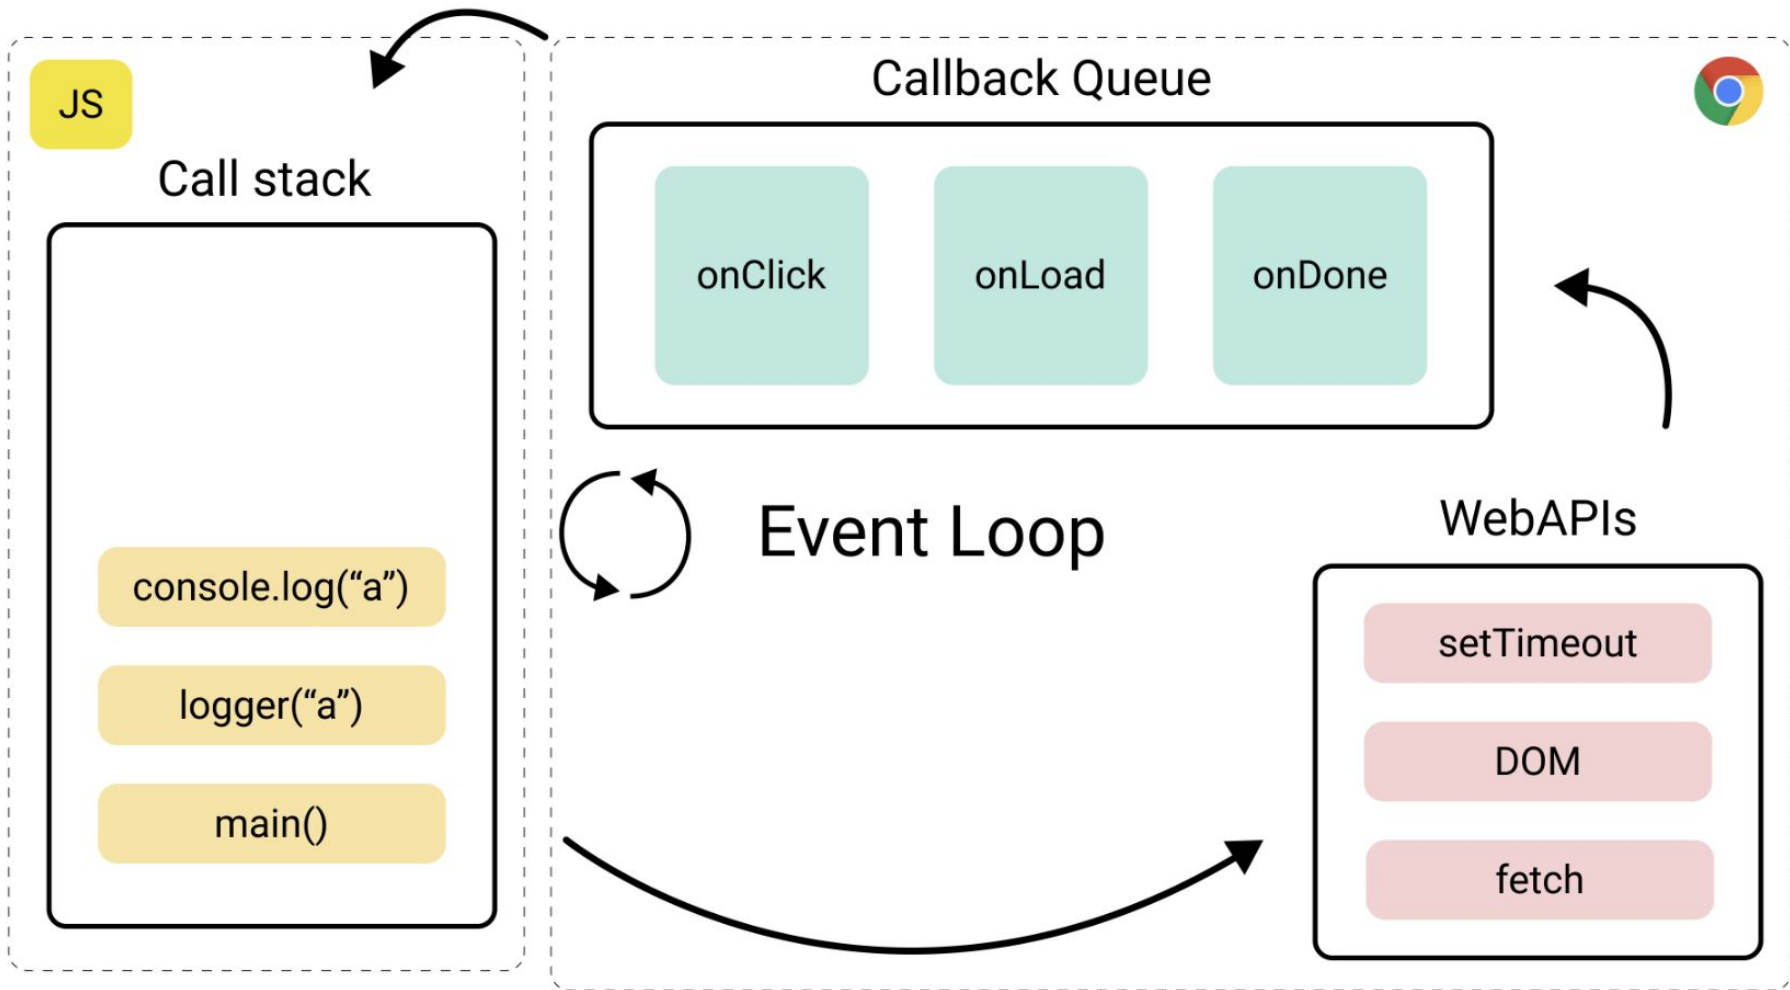 JS
Call stack
console.log(“a”)
logger(“a”)
main()
Callback Queue
onClick
onLoad
onDone
Event Loop
WebAPIs
setTimeout
DOM
fetch